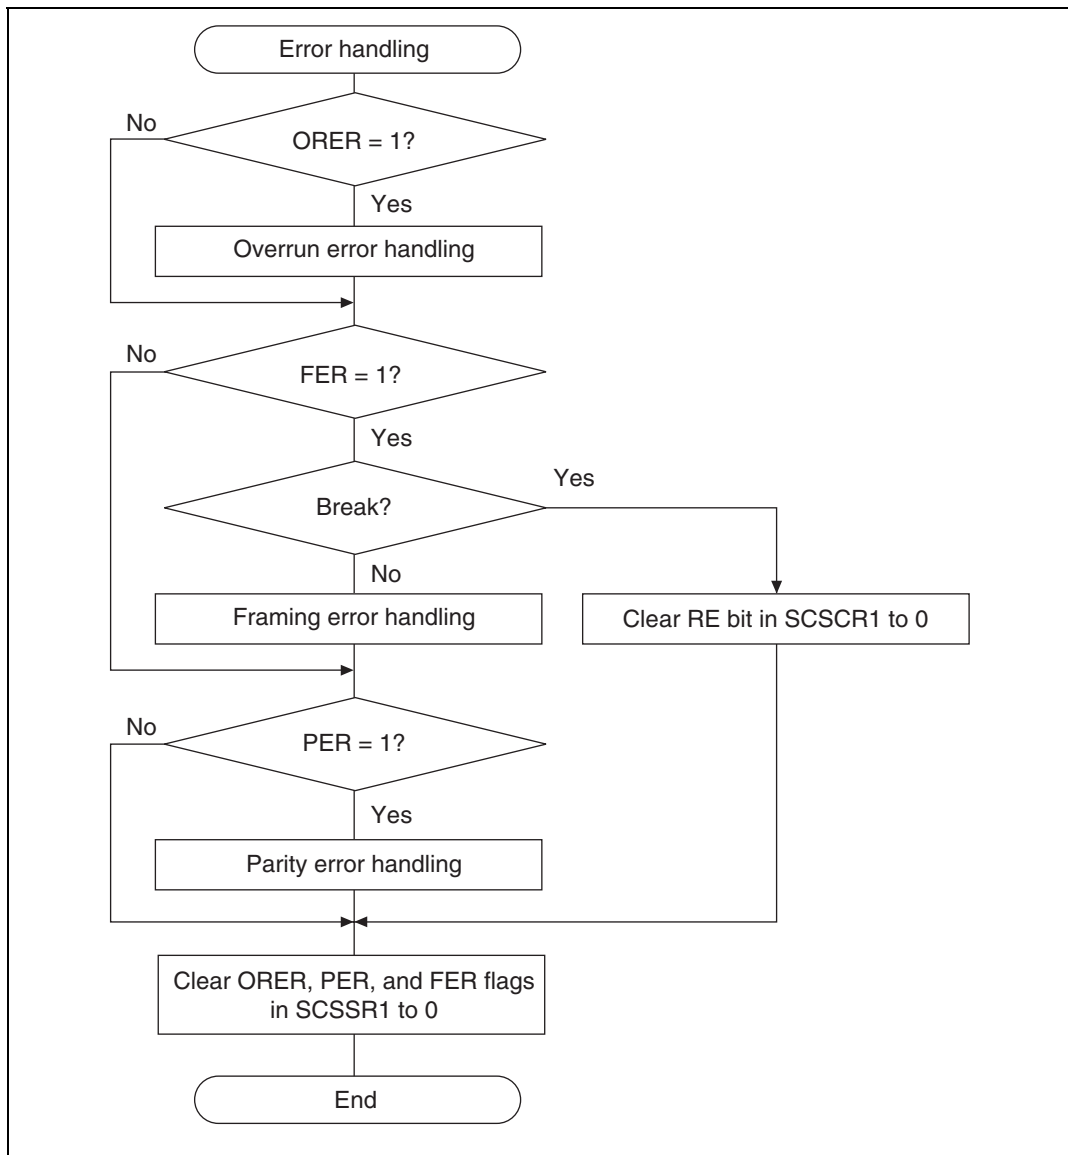 Error handling
No
ORER = 1?
Yes
Overrun error handling
No
FER = 1?
Yes
Yes
Break?
No
Framing error handling
Clear RE bit in SCSCR1 to 0
No
PER = 1?
Yes
Parity error handling
Clear ORER, PER, and FER flags
in SCSSR1 to 0
End